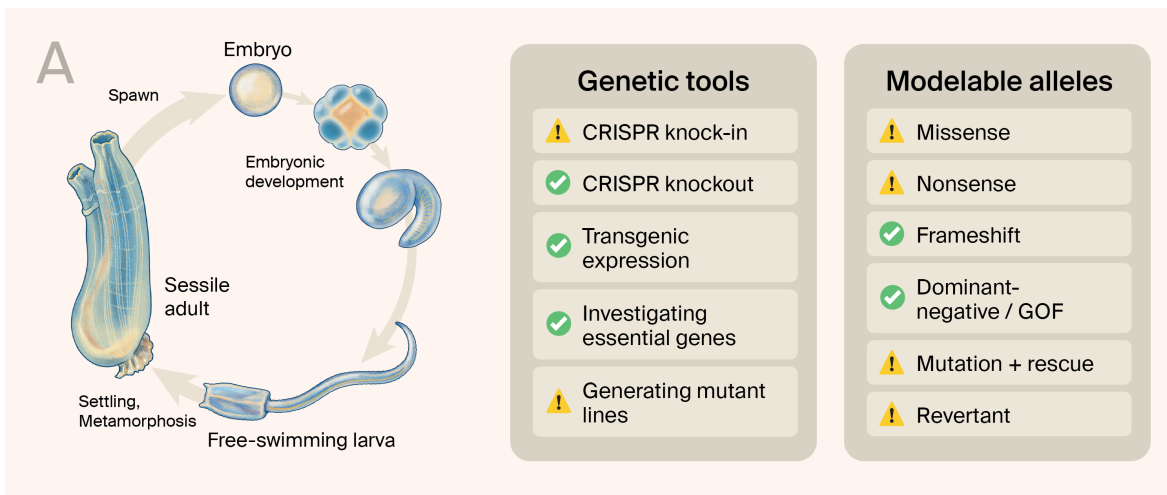 A
Embryo
Spawn
Embryonic
development
Sessile
adult
Settling,
Metamorphosis
Free-swimming larva
Genetic tools
CRISPR knock-in
CRISPR knockout
Transgenic
expression
Investigating
essential genes
Generating mutant
lines
Modelable alleles
Missense
Nonsense
Frameshift
Dominant-
negative / GOF
Mutation + rescue
Revertant